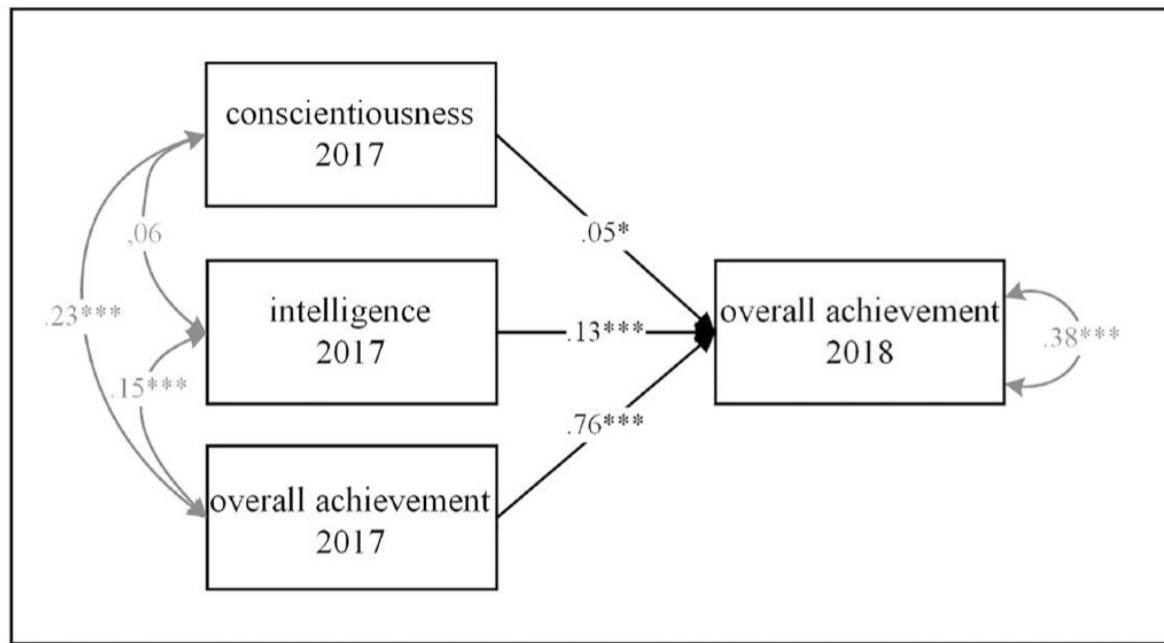 conscientiousness
2017
,06
.05*
.23***
intelligence
2017
.13***
overall achievement
2018
.38***
.15***
.76***
overall achievement
2017